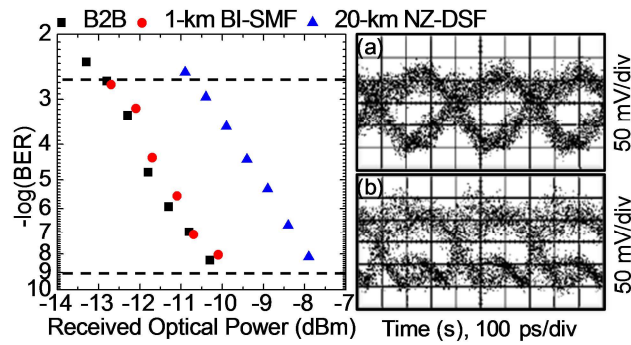 B2B 1-km BI-SMF 20-km NZ-DSF
2
3
4
5
6
7
8
9
10
-log(BER)
-14 -13 -12 -11 -10 -9 -8 -7
Received Optical Power (dBm)
(a)
50 mV/div
(b)
50 mV/div
Time (s), 100 ps/div